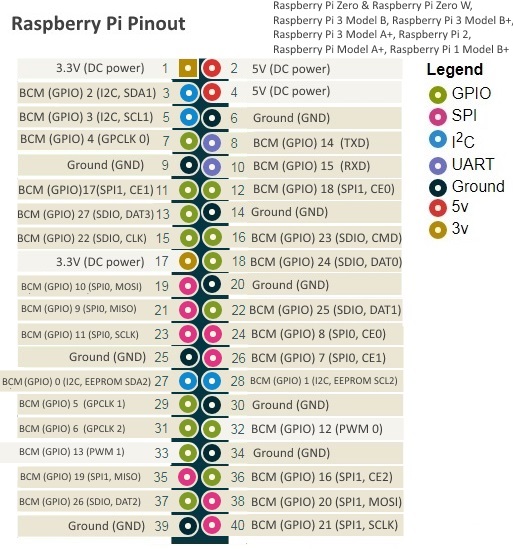 Raspberry Pi Pinout
Raspberry Pi Zero & Raspberry Pi Zero W,
Raspberry Pi 3 Model B, Raspberry Pi 3 Model B+,
Raspberry Pi 3 Model A+, Raspberry Pi 2,
Raspberry Pi Model A+, Raspberry Pi 1 Model B+
3.3V (DC power) 1 2 5V (DC power)
BCM (GPIO) 2 (I2C, SDA1) 3 4 5V (DC power)
BCM (GPIO) 3 (I2C, SCL1) 5 6 Ground (GND)
BCM (GPIO) 4 (GPCLK 0) 7 8 BCM (GPIO) 14 (TXD)
Ground (GND) 9 10 BCM (GPIO) 15 (RXD)
BCM (GPIO)17(SPI1, CE1) 11 12 BCM (GPIO) 18 (SPI1, CE0)
BCM (GPIO) 27 (SDIO, DAT3) 13 14 Ground (GND)
BCM (GPIO) 22 (SDIO, CLK) 15 16 BCM (GPIO) 23 (SDIO, CMD)
3.3V (DC power) 17 18 BCM (GPIO) 24 (SDIO, DAT0)
BCM (GPIO) 10 (SPI0, MOSI) 19 20 Ground (GND)
BCM (GPIO) 9 (SPI0, MISO) 21 22 BCM (GPIO) 25 (SDIO, DAT1)
BCM (GPIO) 11 (SPI0, SCLK) 23 24 BCM (GPIO) 8 (SPI0, CE0)
Ground (GND) 25 26 BCM (GPIO) 7 (SPI0, CE1)
BCM (GPIO) 0 (I2C, EEPROM SDA2) 27 28 BCM (GPIO) 1 (I2C, EEPROM SCL2)
BCM (GPIO) 5 (GPCLK 1) 29 30 Ground (GND)
BCM (GPIO) 6 (GPCLK 2) 31 32 BCM (GPIO) 12 (PWM 0)
BCM (GPIO) 13 (PWM 1) 33 34 Ground (GND)
BCM (GPIO) 19 (SPI1, MISO) 35 36 BCM (GPIO) 16 (SPI1, CE2)
BCM (GPIO) 26 (SDIO, DAT2) 37 38 BCM (GPIO) 20 (SPI1, MOSI)
Ground (GND) 39 40 BCM (GPIO) 21 (SPI1, SCLK)
Legend
GPIO
SPI
I²C
UART
Ground
5v
3v